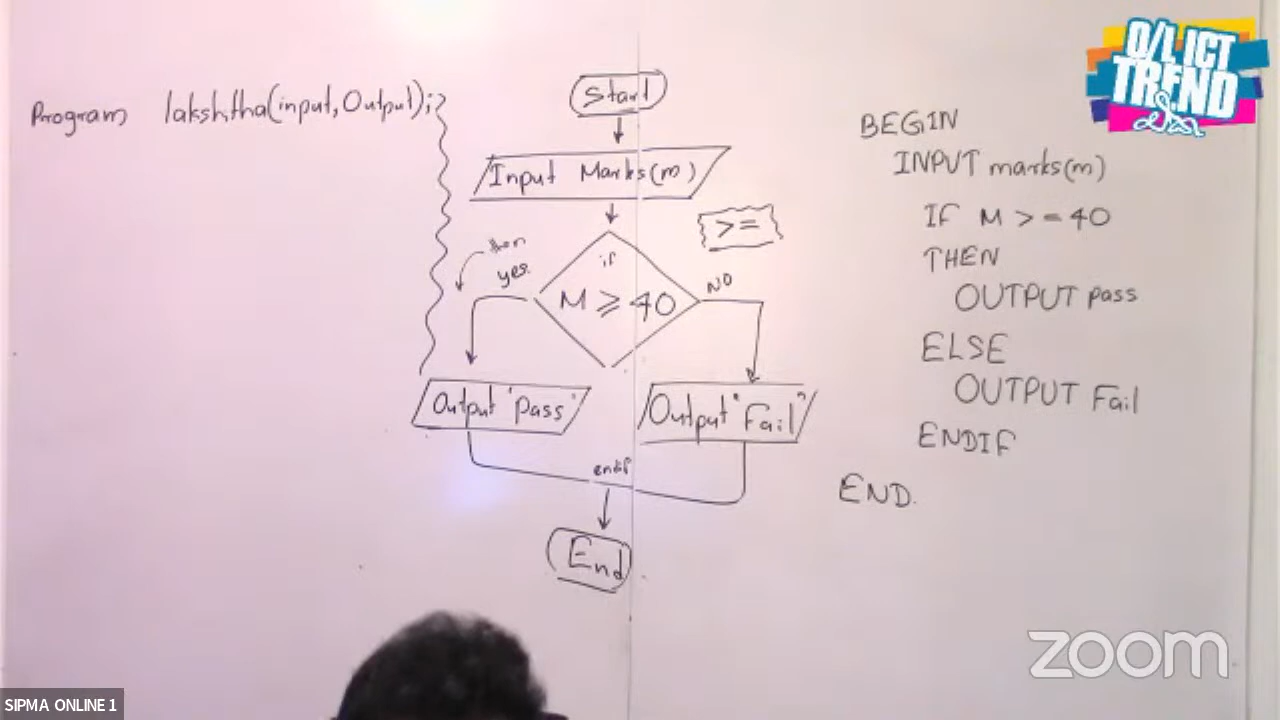 Program lakshitha(input,Output);
Start
Input Marks(m)
>=
then
yes
if
M ≥ 40
NO
Output 'pass'
Output "Fail"
endif
End
BEGIN
INPUT marks(m)
IF M >= 40
THEN
OUTPUT pass
ELSE
OUTPUT Fail
ENDIF
END.
O/L ICT
TREND
zoom
SIPMA ONLINE 1